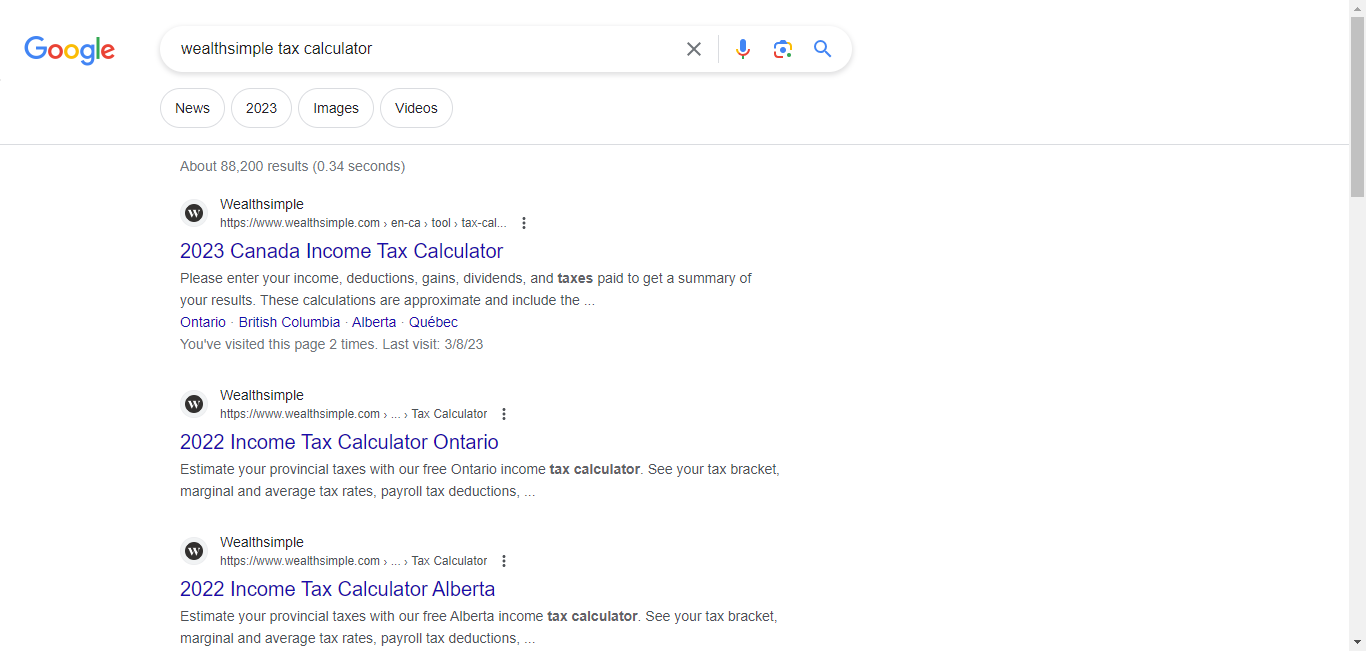 Google
wealthsimple tax calculator
News
2023
Images
Videos
About 88,200 results (0.34 seconds)
W
Wealthsimple
https://www.wealthsimple.com › en-ca › tool › tax-cal...
2023 Canada Income Tax Calculator
Please enter your income, deductions, gains, dividends, and taxes paid to get a summary of
your results. These calculations are approximate and include the ...
Ontario · British Columbia · Alberta · Québec
You've visited this page 2 times. Last visit: 3/8/23
W
Wealthsimple
https://www.wealthsimple.com › ... › Tax Calculator
2022 Income Tax Calculator Ontario
Estimate your provincial taxes with our free Ontario income tax calculator. See your tax bracket,
marginal and average tax rates, payroll tax deductions, ...
W
Wealthsimple
https://www.wealthsimple.com › ... › Tax Calculator
2022 Income Tax Calculator Alberta
Estimate your provincial taxes with our free Alberta income tax calculator. See your tax bracket,
marginal and average tax rates, payroll tax deductions, ...